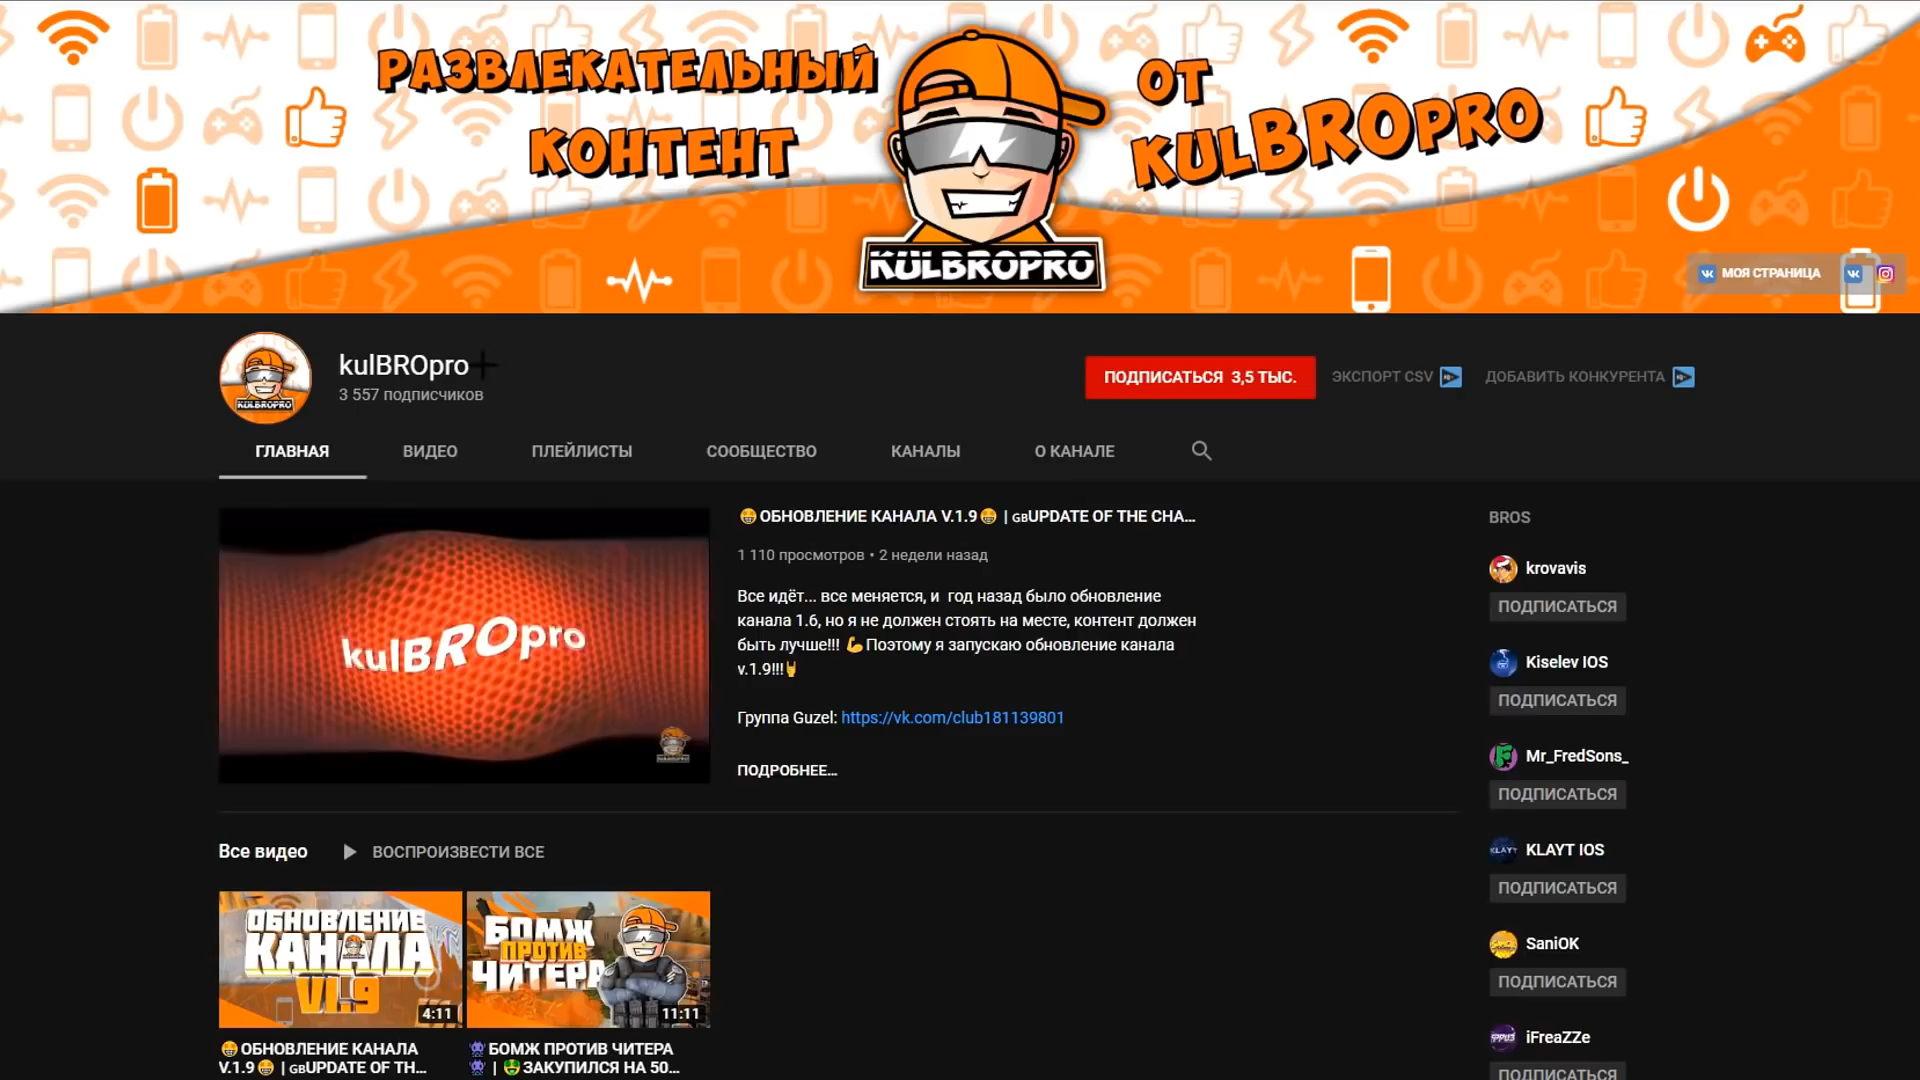 РАЗВЛЕКАТЕЛЬНЫЙ
КОНТЕНТ
ОТ
KULBROPRO
KULBROPRO
МОЯ СТРАНИЦА
kulBROpro
3 557 подписчиков
ПОДПИСАТЬСЯ 3,5 ТЫС.
ЭКСПОРТ CSV
ДОБАВИТЬ КОНКУРЕНТА
ГЛАВНАЯ
ВИДЕО
ПЛЕЙЛИСТЫ
СООБЩЕСТВО
КАНАЛЫ
О КАНАЛЕ
kulBROpro
😁ОБНОВЛЕНИЕ КАНАЛА V.1.9😁 | GBUPDATE OF THE CHA...
1 110 просмотров • 2 недели назад
Все идёт... все меняется, и год назад было обновление
канала 1.6, но я не должен стоять на месте, контент должен
быть лучше!!! 💪Поэтому я запускаю обновление канала
v.1.9!!!🤘
Группа Guzel: https://vk.com/club181139801
ПОДРОБНЕЕ...
BROS
krovavis
ПОДПИСАТЬСЯ
Kiselev IOS
ПОДПИСАТЬСЯ
Mr_FredSons_
ПОДПИСАТЬСЯ
KLAYT IOS
ПОДПИСАТЬСЯ
SaniOK
ПОДПИСАТЬСЯ
iFreaZZe
ПОДПИСАТЬСЯ
Все видео
ВОСПРОИЗВЕСТИ ВСЕ
ОБНОВЛЕНИЕ
КАНАЛА
V1.9
4:11
БОМЖ
ПРОТИВ
ЧИТЕРА
11:11
😁ОБНОВЛЕНИЕ КАНАЛА
V.1.9😁 | GBUPDATE OF TH...
👾БОМЖ ПРОТИВ ЧИТЕРА
👾 | 🤑ЗАКУПИЛСЯ НА 50...